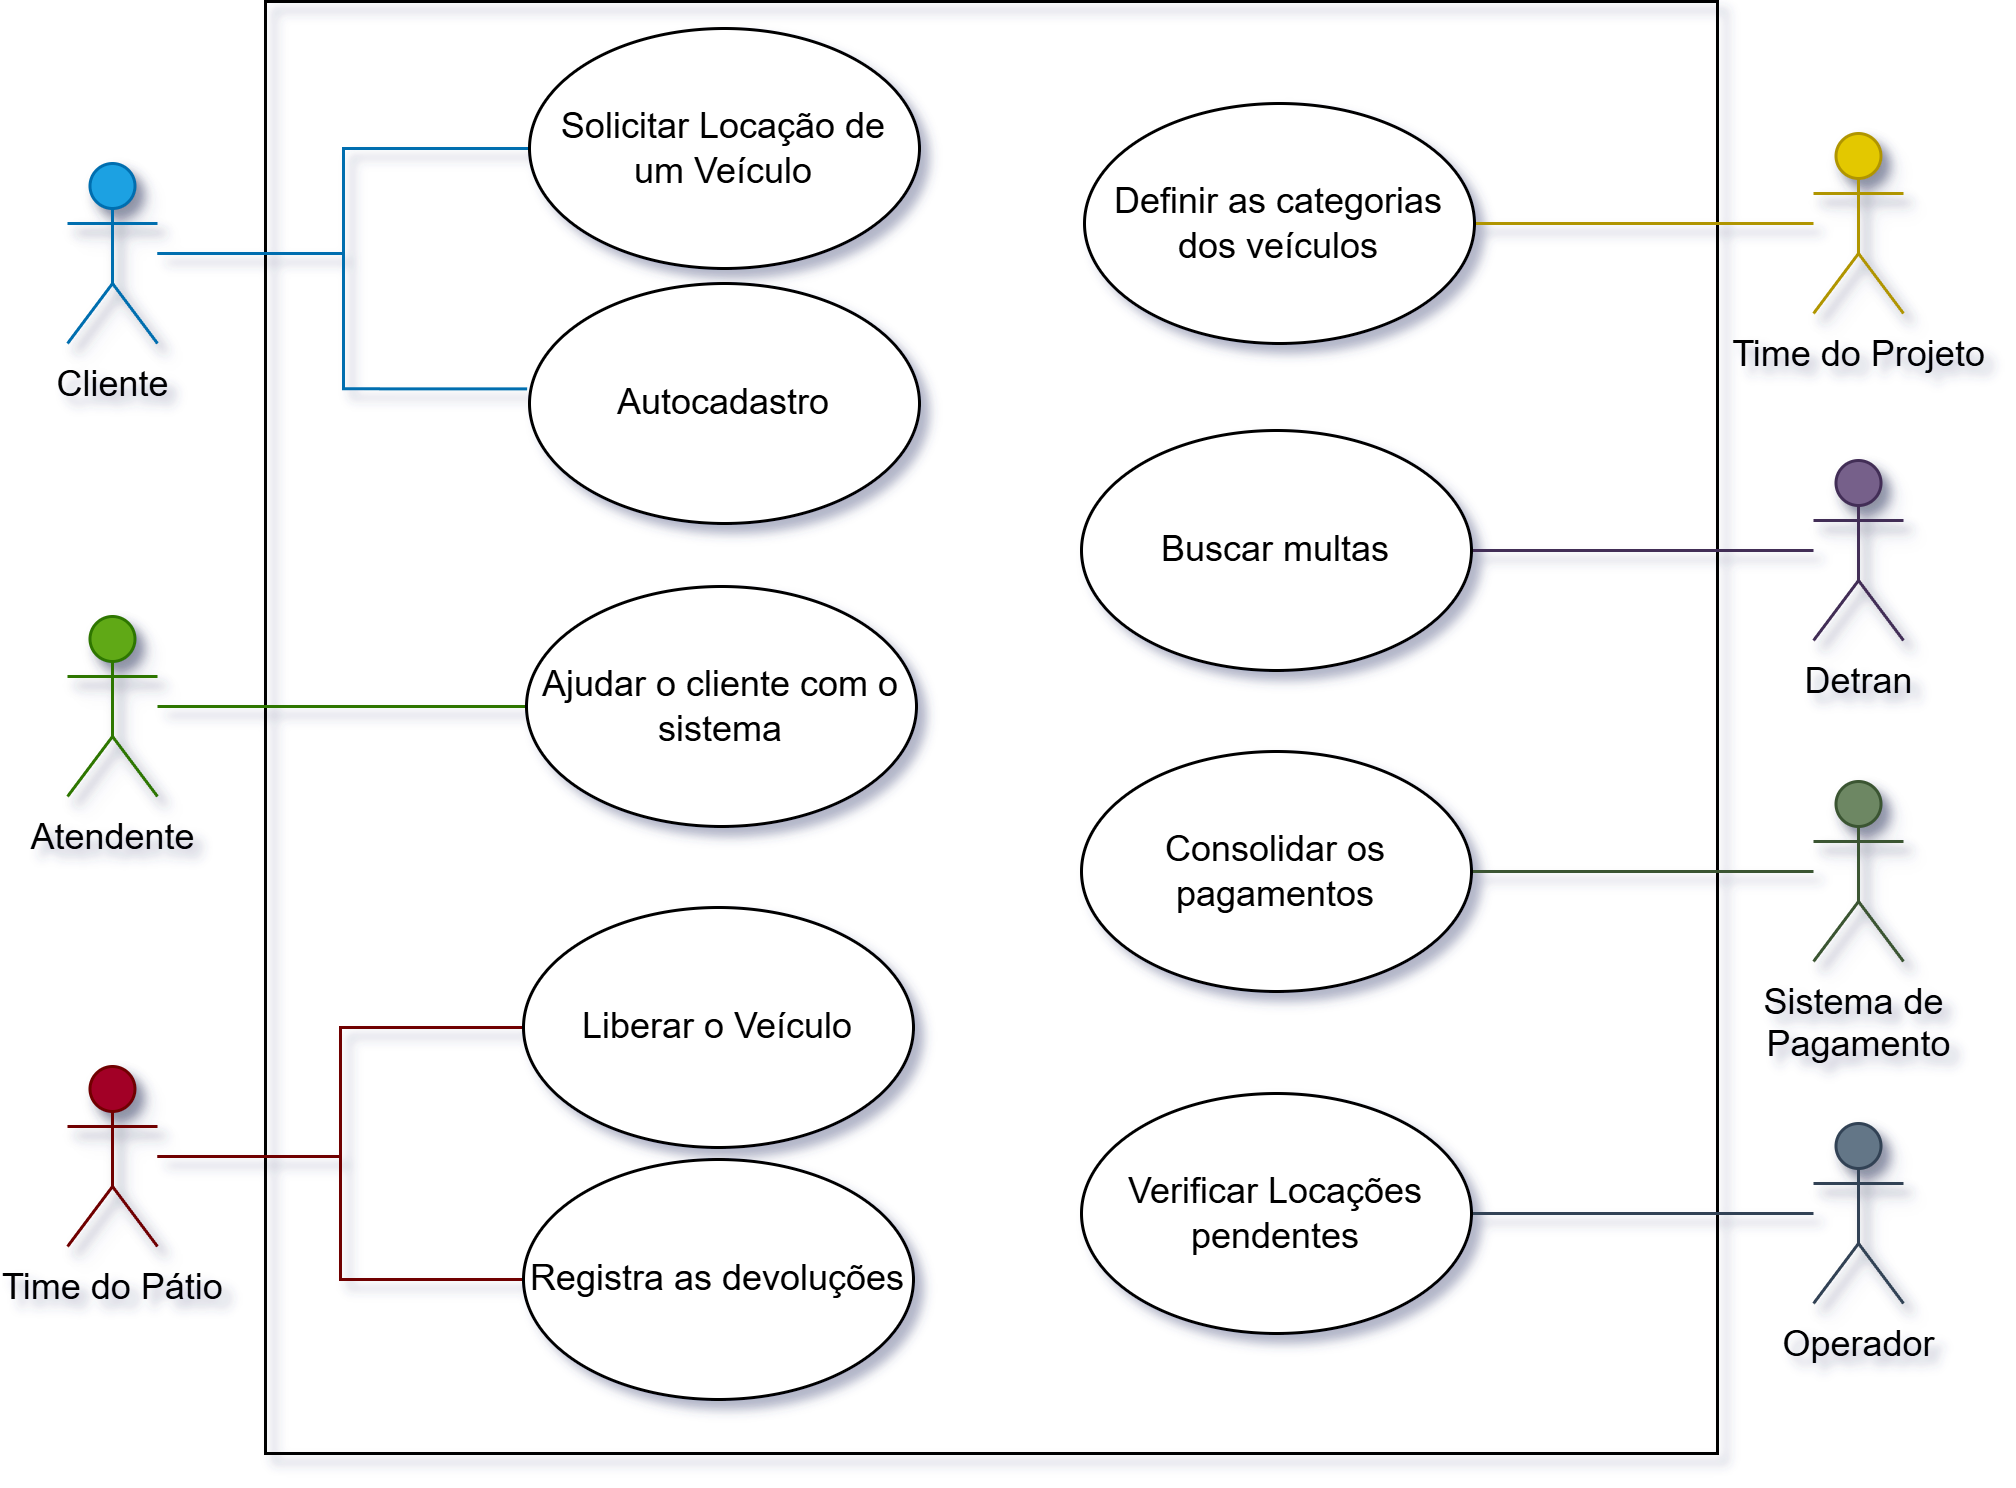 Solicitar Locação de
um Veículo
Autocadastro
Cliente
Ajudar o cliente com o
sistema
Atendente
Liberar o Veículo
Registra as devoluções
Time do Pátio
Definir as categorias
dos veículos
Time do Projeto
Buscar multas
Detran
Consolidar os
pagamentos
Sistema de
Pagamento
Verificar Locações
pendentes
Operador